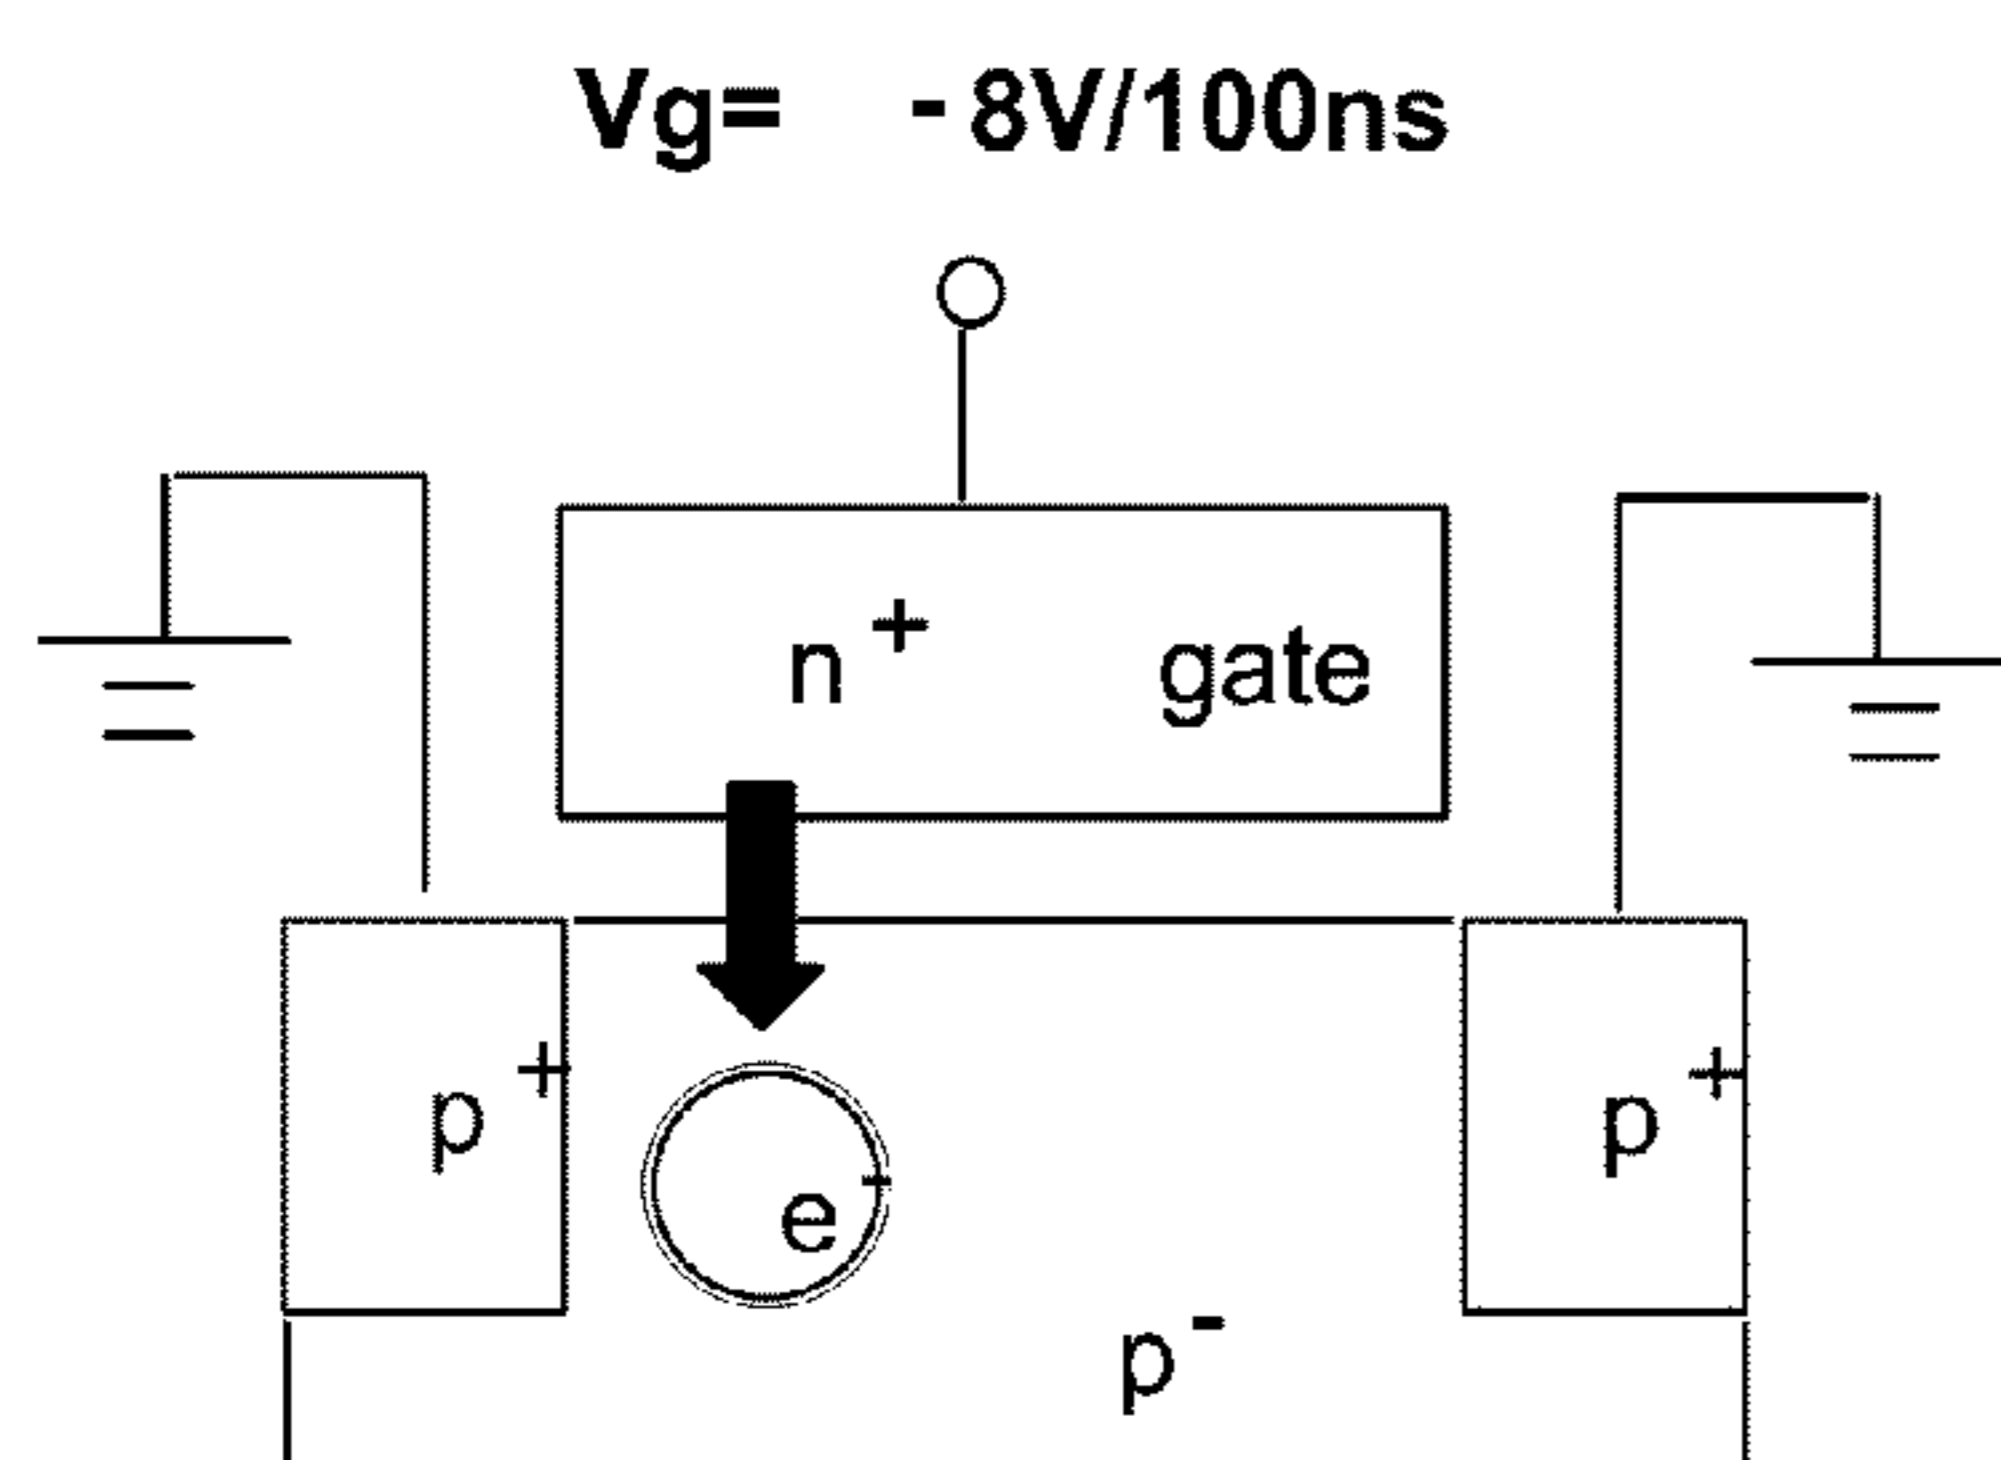 Vg= -8V/100ns
n+ gate
p+
p+
e-
p-